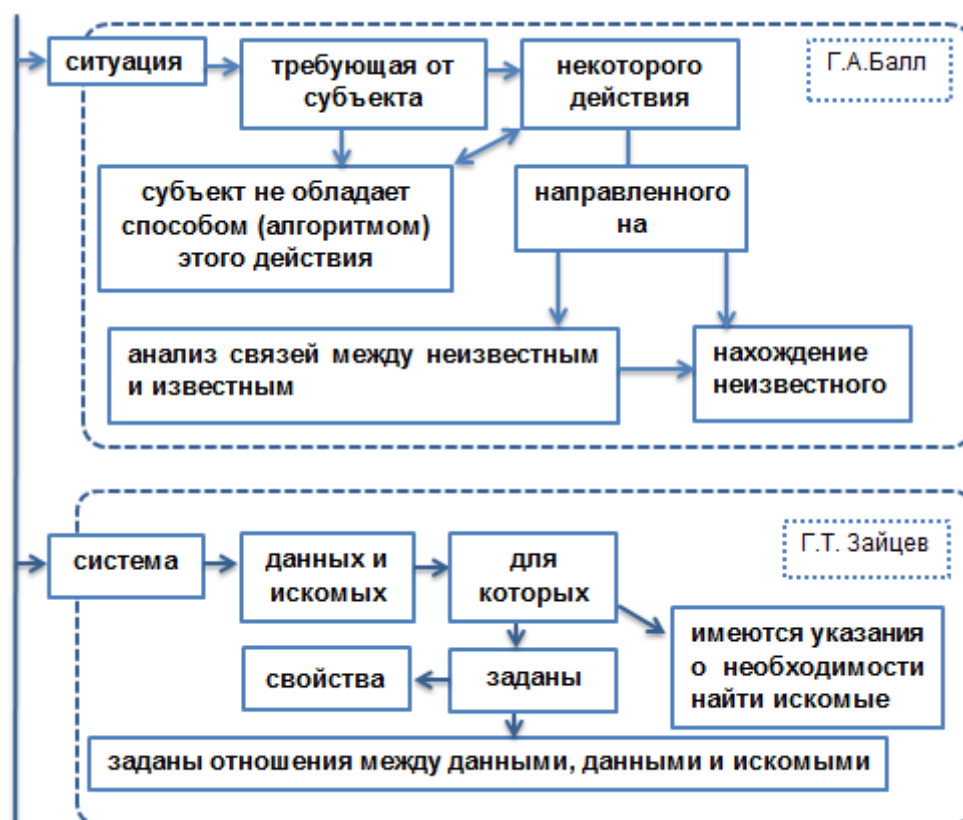 ситуация
требующая от
субъекта
некоторого
действия
Г.А.Балл
субъект не обладает
способом (алгоритмом)
этого действия
направленного
на
анализ связей между неизвестным
и известным
нахождение
неизвестного
система
данных и
искомых
для
которых
Г.Т. Зайцев
имеются указания
о необходимости
найти искомые
свойства
заданы
заданы отношения между данными, данными и искомыми